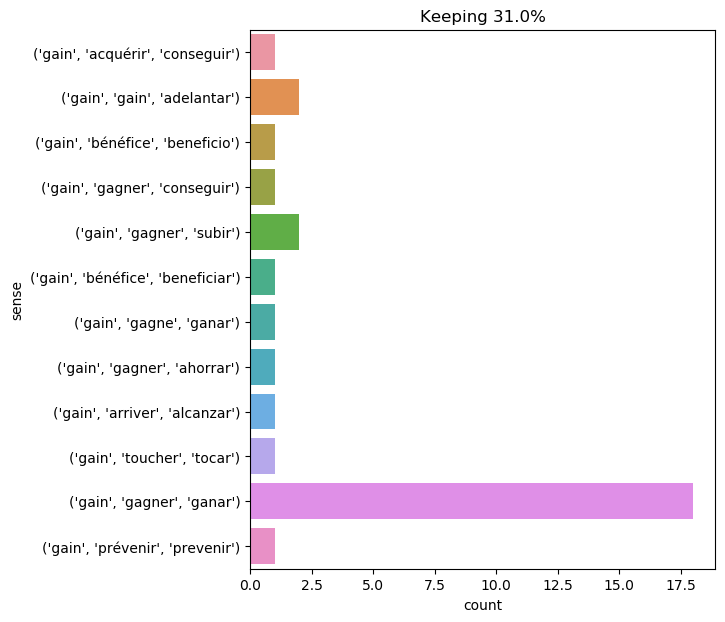 Keeping 31.0%
sense
('gain', 'acquérir', 'conseguir')
('gain', 'gain', 'adelantar')
('gain', 'bénéfice', 'beneficio')
('gain', 'gagner', 'conseguir')
('gain', 'gagner', 'subir')
('gain', 'bénéfice', 'beneficiar')
('gain', 'gagne', 'ganar')
('gain', 'gagner', 'ahorrar')
('gain', 'arriver', 'alcanzar')
('gain', 'toucher', 'tocar')
('gain', 'gagner', 'ganar')
('gain', 'prévenir', 'prevenir')
0.0 2.5 5.0 7.5 10.0 12.5 15.0 17.5
count